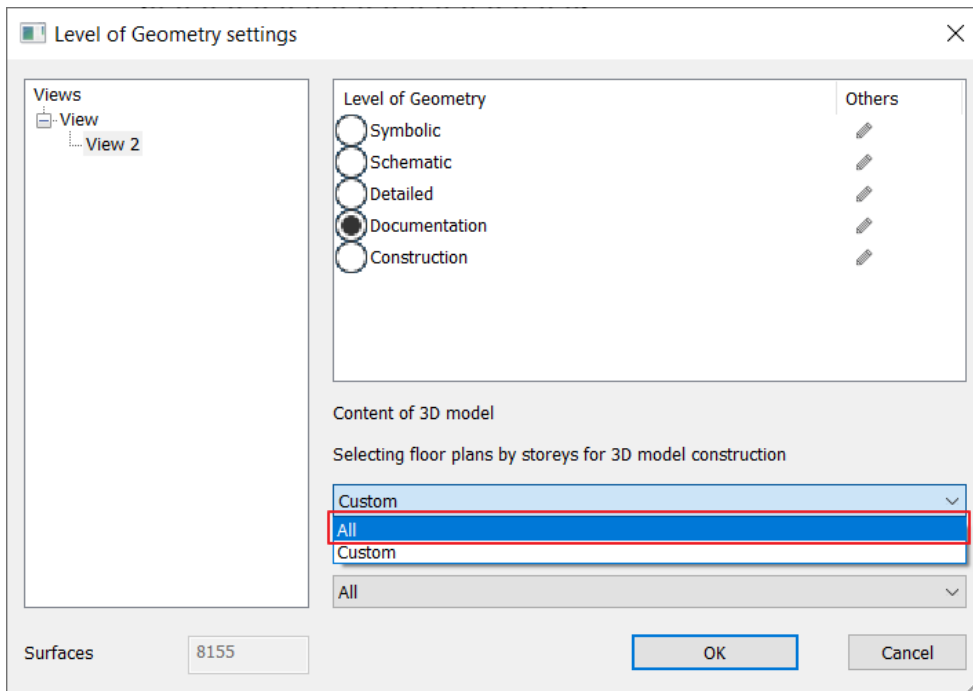 Level of Geometry settings
Views
View
View 2
Level of Geometry Others
Symbolic
Schematic
Detailed
Documentation
Construction
Content of 3D model
Selecting floor plans by storeys for 3D model construction
Custom
All
Custom
All
Surfaces 8155 OK Cancel